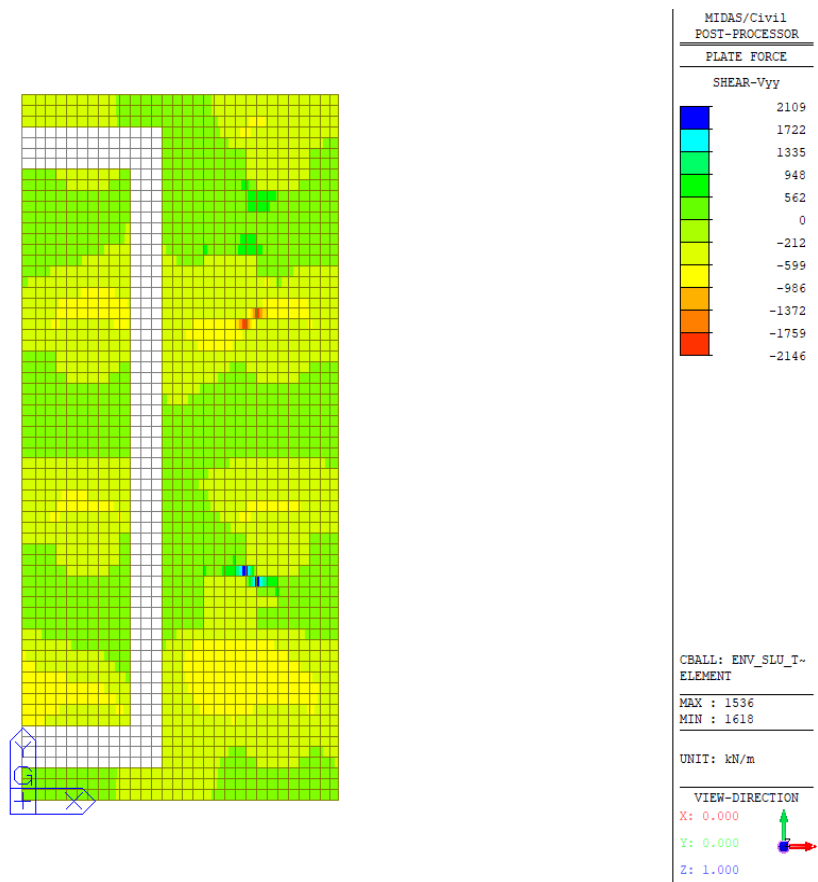 MIDAS/Civil
POST-PROCESSOR
PLATE FORCE
SHEAR-Vyy
2109
1722
1335
948
562
0
-212
-599
-986
-1372
-1759
-2146
CBALL: ENV_SLU_T~
ELEMENT
MAX : 1536
MIN : 1618
UNIT: kN/m
VIEW-DIRECTION
X: 0.000
Y: 0.000
Z: 1.000
Z
Y
G
X